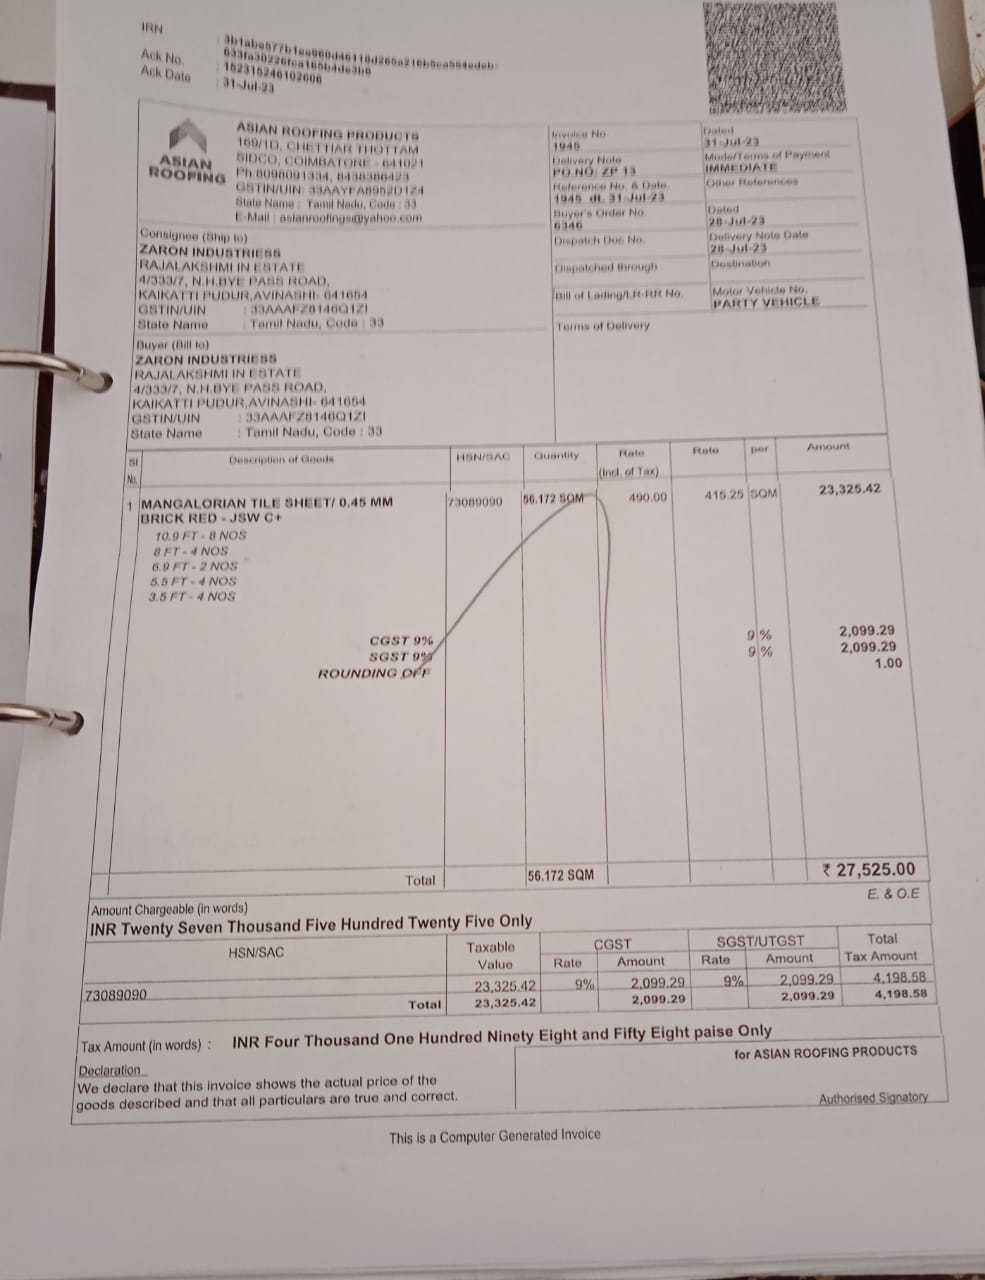 IRN
Ack No. : 152315246102606
Ack Date : 31-Jul-23
ASIAN ROOFING
ASIAN ROOFING PRODUCTS
169/1D, CHETTIAR THOTTAM
SIDCO, COIMBATORE - 641021
Ph 8098091334, 8438386423
GSTIN/UIN: 33AAYFA8952D1Z4
State Name : Tamil Nadu, Code : 33
E-Mail : asianroofings@yahoo.com
Invoice No.
1945
Dated
31-Jul-23
Delivery Note
PO.NO: ZP 13
Mode/Terms of Payment
IMMEDIATE
Reference No. & Date.
1945 dt. 31-Jul-23
Other References
Buyer's Order No.
6346
Dated
28-Jul-23
Dispatch Doc No.
Delivery Note Date
28-Jul-23
Dispatched through
Destination
Bill of Lading/LR-RR No.
Motor Vehicle No.
PARTY VEHICLE
Terms of Delivery
Consignee (Ship to)
ZARON INDUSTRIESS
RAJALAKSHMI IN ESTATE
4/333/7, N.H.BYE PASS ROAD,
KAIKATTI PUDUR,AVINASHI- 641654
GSTIN/UIN : 33AAAFZ8146Q1ZI
State Name : Tamil Nadu, Code : 33
Buyer (Bill to)
ZARON INDUSTRIESS
RAJALAKSHMI IN ESTATE
4/333/7, N.H.BYE PASS ROAD,
KAIKATTI PUDUR,AVINASHI- 641654
GSTIN/UIN : 33AAAFZ8146Q1ZI
State Name : Tamil Nadu, Code : 33
Sl No. Description of Goods HSN/SAC Quantity Rate (Incl. of Tax) Rate per Amount
1 MANGALORIAN TILE SHEET/ 0.45 MM 73089090 56.172 SQM 490.00 415.25 SQM 23,325.42
BRICK RED - JSW C+
10.9 FT - 8 NOS
8 FT - 4 NOS
6.9 FT - 2 NOS
5.5 FT - 4 NOS
3.5 FT - 4 NOS
CGST 9% 9 % 2,099.29
SGST 9% 9 % 2,099.29
ROUNDING OFF 1.00
Total 56.172 SQM ₹ 27,525.00
Amount Chargeable (in words) E. & O.E
INR Twenty Seven Thousand Five Hundred Twenty Five Only
HSN/SAC Taxable Value CGST Rate Amount SGST/UTGST Rate Amount Total Tax Amount
73089090 23,325.42 9% 2,099.29 9% 2,099.29 4,198.58
Total 23,325.42 2,099.29 2,099.29 4,198.58
Tax Amount (in words) : INR Four Thousand One Hundred Ninety Eight and Fifty Eight paise Only
Declaration
We declare that this invoice shows the actual price of the
goods described and that all particulars are true and correct.
for ASIAN ROOFING PRODUCTS
Authorised Signatory
This is a Computer Generated Invoice